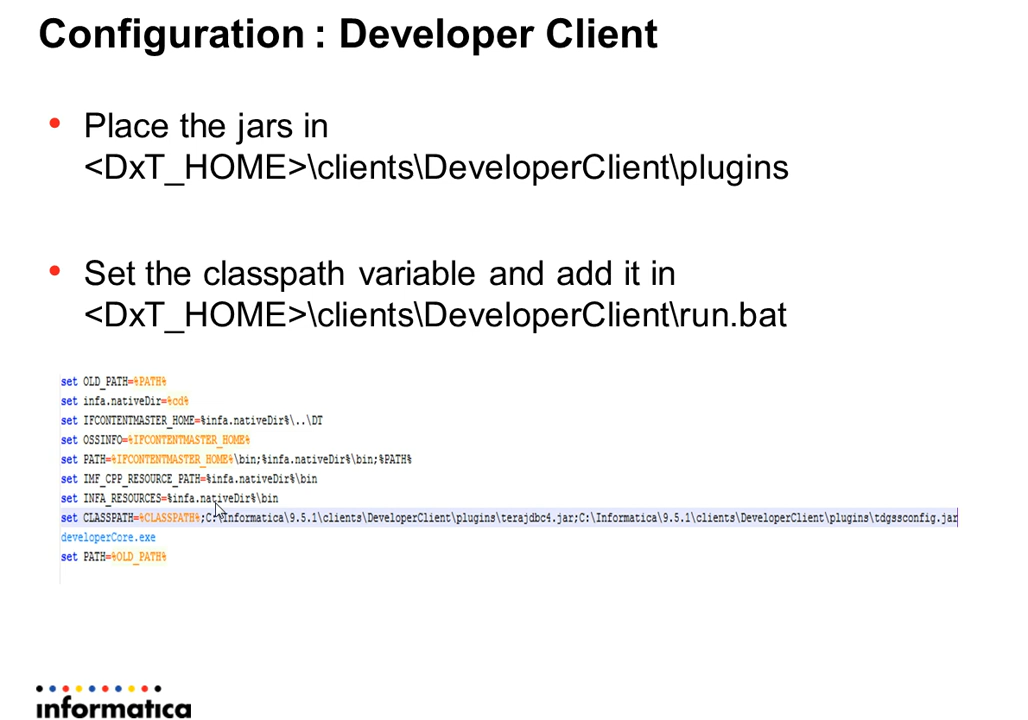 Configuration : Developer Client
• Place the jars in
<DxT_HOME>\clients\DeveloperClient\plugins
• Set the classpath variable and add it in
<DxT_HOME>\clients\DeveloperClient\run.bat
set OLD_PATH=%PATH%
set infa.nativeDir=%cd%
set IFCONTENTMASTER_HOME=%infa.nativeDir%\..\DT
set OSSINFO=%IFCONTENTMASTER_HOME%
set PATH=%IFCONTENTMASTER_HOME%\bin;%infa.nativeDir%\bin;%PATH%
set IMF_CPP_RESOURCE_PATH=%infa.nativeDir%\bin
set INFA_RESOURCES=%infa.nativeDir%\bin
set CLASSPATH=%CLASSPATH%;C:\Informatica\9.5.1\clients\DeveloperClient\plugins\terajdbc4.jar;C:\Informatica\9.5.1\clients\DeveloperClient\plugins\tdgssconfig.jar
developerCore.exe
set PATH=%OLD_PATH%
informatica